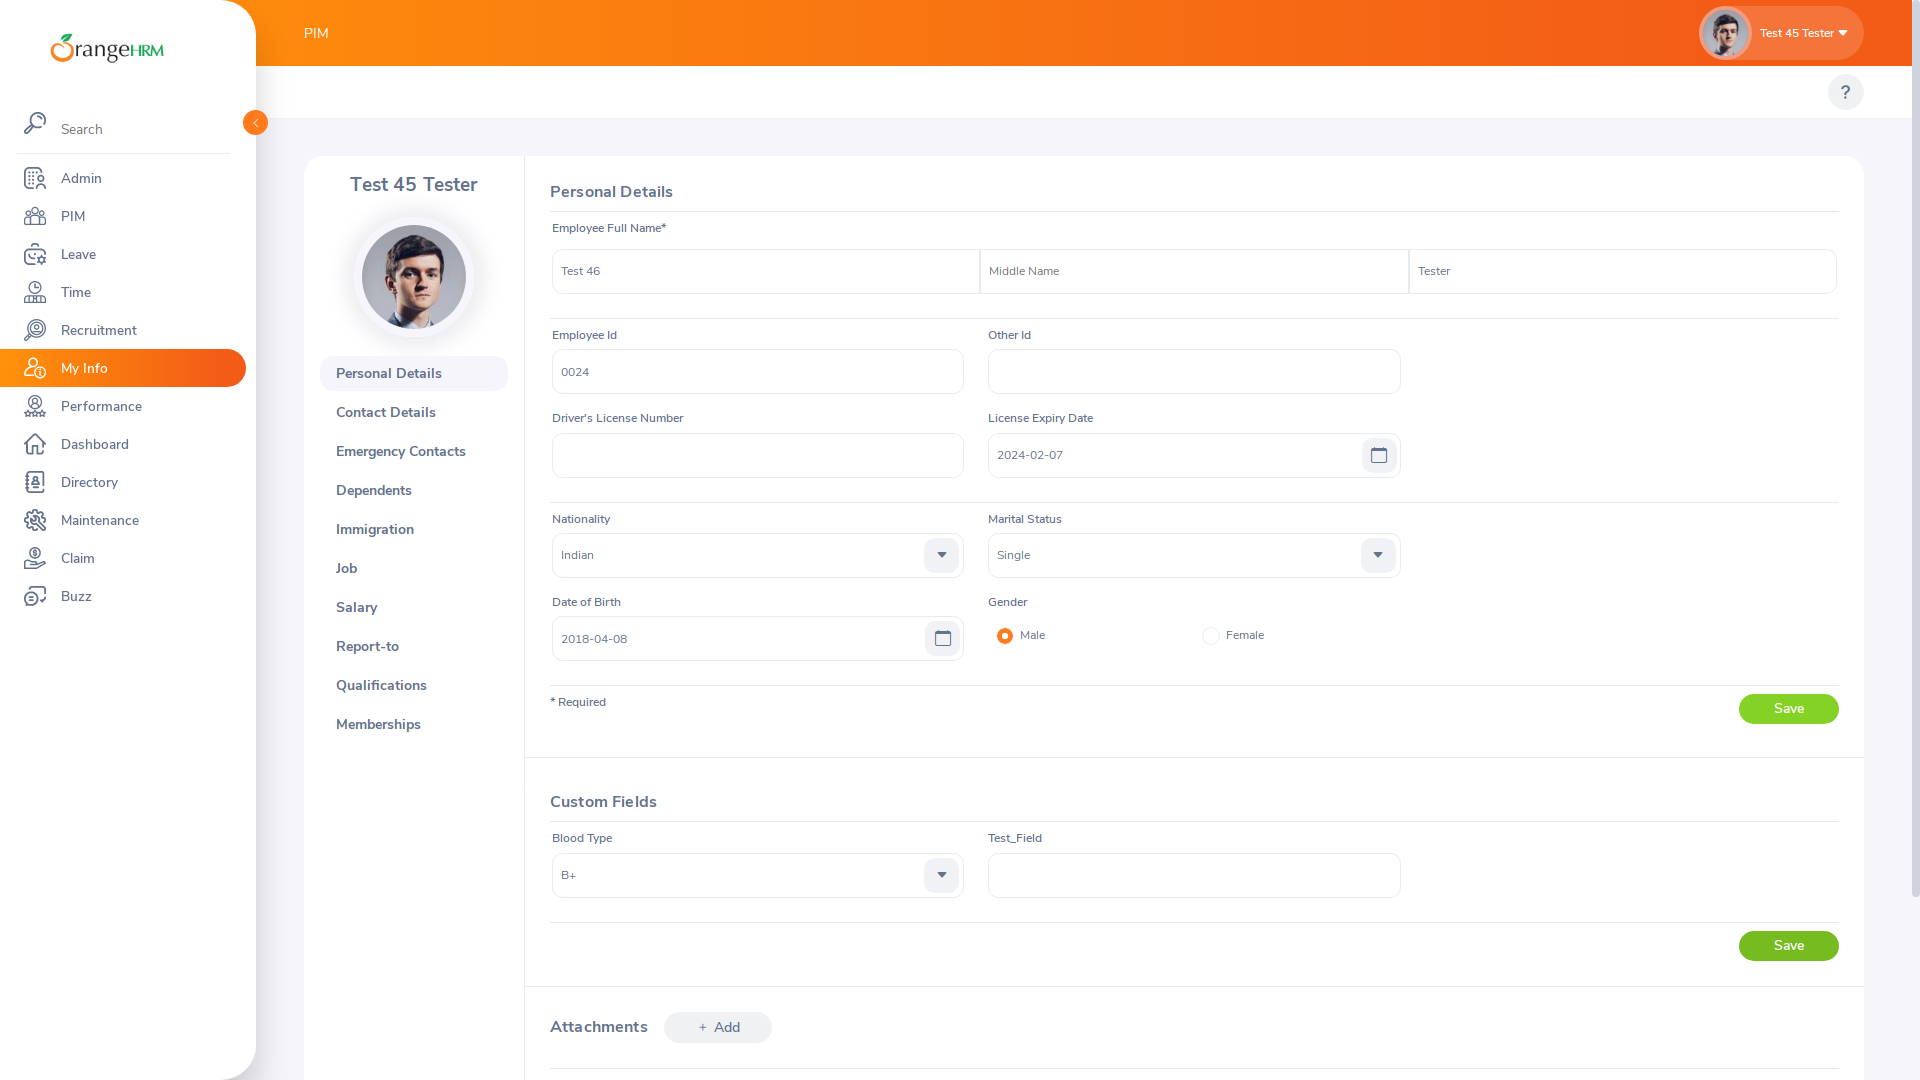 OrangeHRM
PIM
Test 45 Tester
?
Search
Admin
PIM
Leave
Time
Recruitment
My Info
Performance
Dashboard
Directory
Maintenance
Claim
Buzz
Test 45 Tester
Personal Details
Contact Details
Emergency Contacts
Dependents
Immigration
Job
Salary
Report-to
Qualifications
Memberships
Personal Details
Employee Full Name*
Test 46 Middle Name Tester
Employee Id Other Id
0024
Driver's License Number License Expiry Date
2024-02-07
Nationality Marital Status
Indian Single
Date of Birth Gender
2018-04-08 Male Female
* Required Save
Custom Fields
Blood Type Test_Field
B+
Save
Attachments + Add